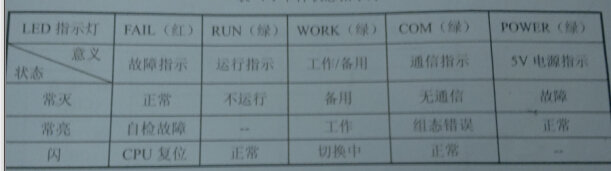 LED 指示灯 FAIL（红） RUN（绿） WORK（绿） COM（绿） POWER（绿）
意义 状态 故障指示 运行指示 工作/备用 通信指示 5V 电源指示
常灭 正常 不运行 备用 无通信 故障
常亮 自检故障 -- 工作 组态错误 正常
闪 CPU 复位 正常 切换中 正常 --